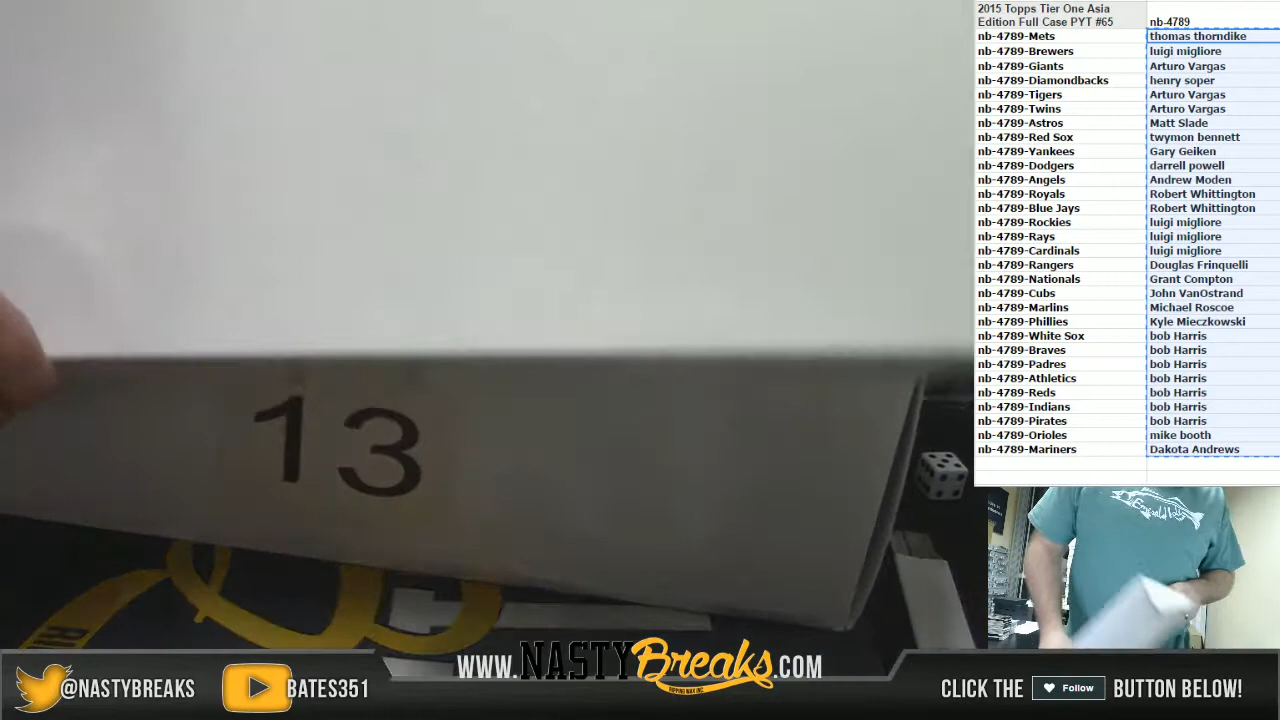 2015 Topps Tier One Asia
Edition Full Case PYT #65 nb-4789
nb-4789-Mets thomas thorndike
nb-4789-Brewers luigi migliore
nb-4789-Giants Arturo Vargas
nb-4789-Diamondbacks henry soper
nb-4789-Tigers Arturo Vargas
nb-4789-Twins Arturo Vargas
nb-4789-Astros Matt Slade
nb-4789-Red Sox twymon bennett
nb-4789-Yankees Gary Geiken
nb-4789-Dodgers darrell powell
nb-4789-Angels Andrew Moden
nb-4789-Royals Robert Whittington
nb-4789-Blue Jays Robert Whittington
nb-4789-Rockies luigi migliore
nb-4789-Rays luigi migliore
nb-4789-Cardinals luigi migliore
nb-4789-Rangers Douglas Frinquelli
nb-4789-Nationals Grant Compton
nb-4789-Cubs John VanOstrand
nb-4789-Marlins Michael Roscoe
nb-4789-Phillies Kyle Mieczkowski
nb-4789-White Sox bob Harris
nb-4789-Braves bob Harris
nb-4789-Padres bob Harris
nb-4789-Athletics bob Harris
nb-4789-Reds bob Harris
nb-4789-Indians bob Harris
nb-4789-Pirates bob Harris
nb-4789-Orioles mike booth
nb-4789-Mariners Dakota Andrews
13
@NASTYBREAKS BATES351 WWW.NASTYBreaks.COM CLICK THE Follow BUTTON BELOW!
RIPPING WAX INC.